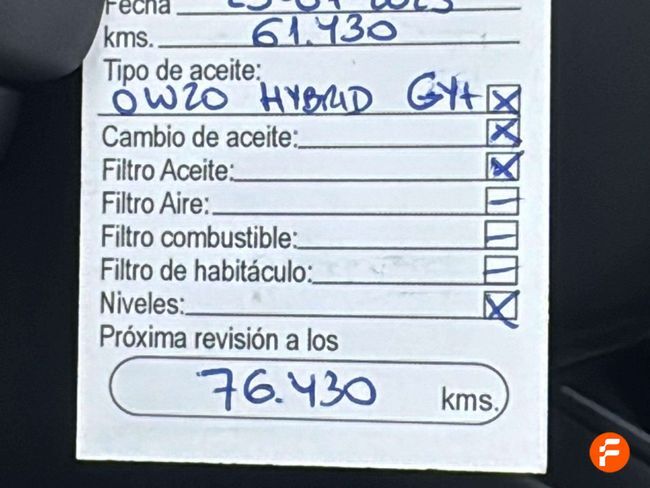 Fecha
kms. 61.430
Tipo de aceite:
0W20 HYBRID
Cambio de aceite:
Filtro Aceite:
Filtro Aire:
Filtro combustible:
Filtro de habitáculo:
Niveles:
Próxima revisión a los
76.430 kms.